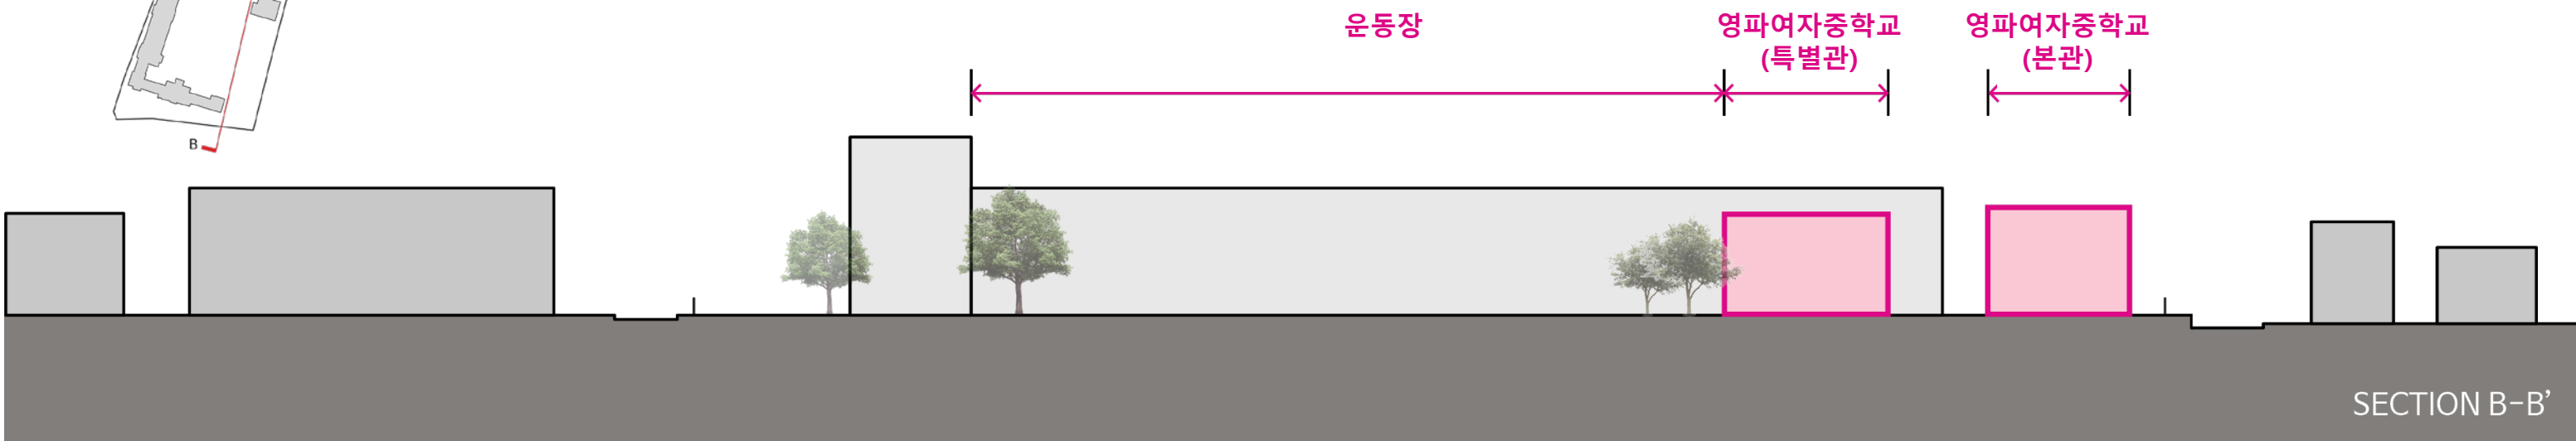 운동장
영파여자중학교
(특별관)
영파여자중학교
(본관)
B
SECTION B-B’